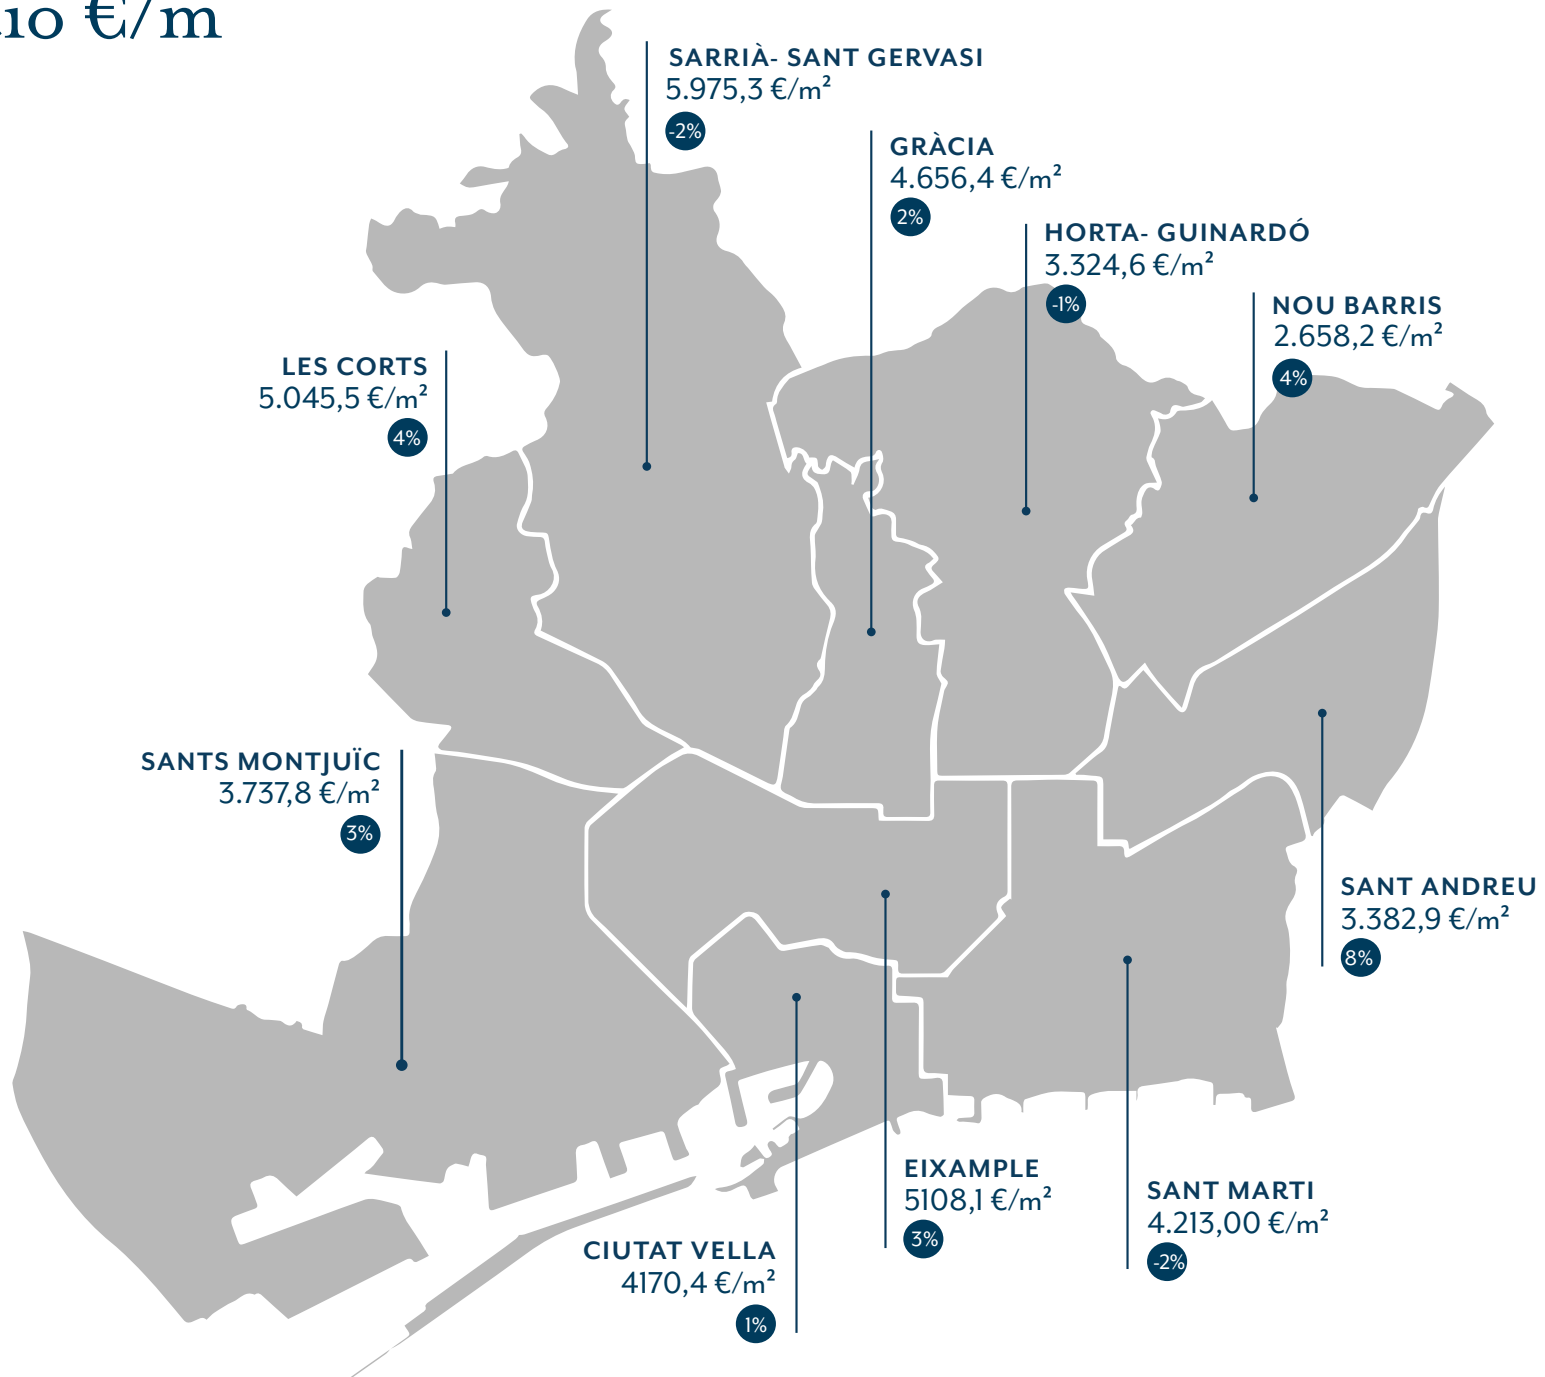 €/m
SARRIÀ- SANT GERVASI
5.975,3 €/m²
-2%
GRÀCIA
4.656,4 €/m²
2%
HORTA- GUINARDÓ
3.324,6 €/m²
-1%
NOU BARRIS
2.658,2 €/m²
4%
LES CORTS
5.045,5 €/m²
4%
SANTS MONTJUÏC
3.737,8 €/m²
3%
SANT ANDREU
3.382,9 €/m²
8%
EIXAMPLE
5108,1 €/m²
3%
SANT MARTI
4.213,00 €/m²
-2%
CIUTAT VELLA
4170,4 €/m²
1%